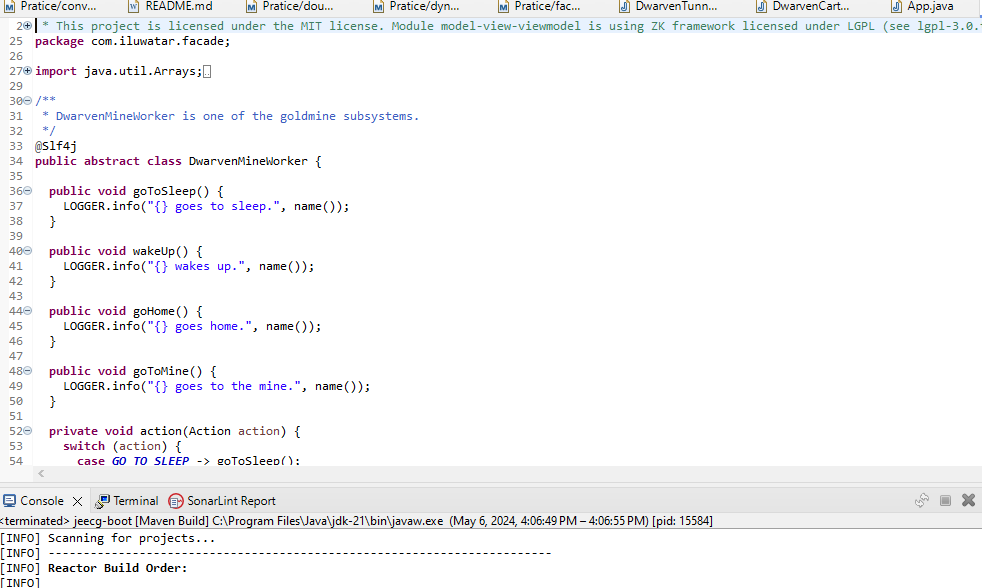 Pratice/conv... README.md Pratice/dou... Pratice/dyn... Pratice/fac... DwarvenTunn... DwarvenCart... App.java
2 * This project is licensed under the MIT license. Module model-view-viewmodel is using ZK framework licensed under LGPL (see lgpl-3.0.
25 package com.iluwatar.facade;
26
27 import java.util.Arrays;
29
30 /**
31 * DwarvenMineWorker is one of the goldmine subsystems.
32 */
33 @Slf4j
34 public abstract class DwarvenMineWorker {
35
36 public void goToSleep() {
37 LOGGER.info("{} goes to sleep.", name());
38 }
39
40 public void wakeUp() {
41 LOGGER.info("{} wakes up.", name());
42 }
43
44 public void goHome() {
45 LOGGER.info("{} goes home.", name());
46 }
47
48 public void goToMine() {
49 LOGGER.info("{} goes to the mine.", name());
50 }
51
52 private void action(Action action) {
53 switch (action) {
54 case GO_TO_SLEEP -> goToSleep();
Console Terminal SonarLint Report
<terminated> jeecg-boot [Maven Build] C:\Program Files\Java\jdk-21\bin\javaw.exe (May 6, 2024, 4:06:49 PM – 4:06:55 PM) [pid: 15584]
[INFO] Scanning for projects...
[INFO] ------------------------------------------------------------------------
[INFO] Reactor Build Order:
[INFO]